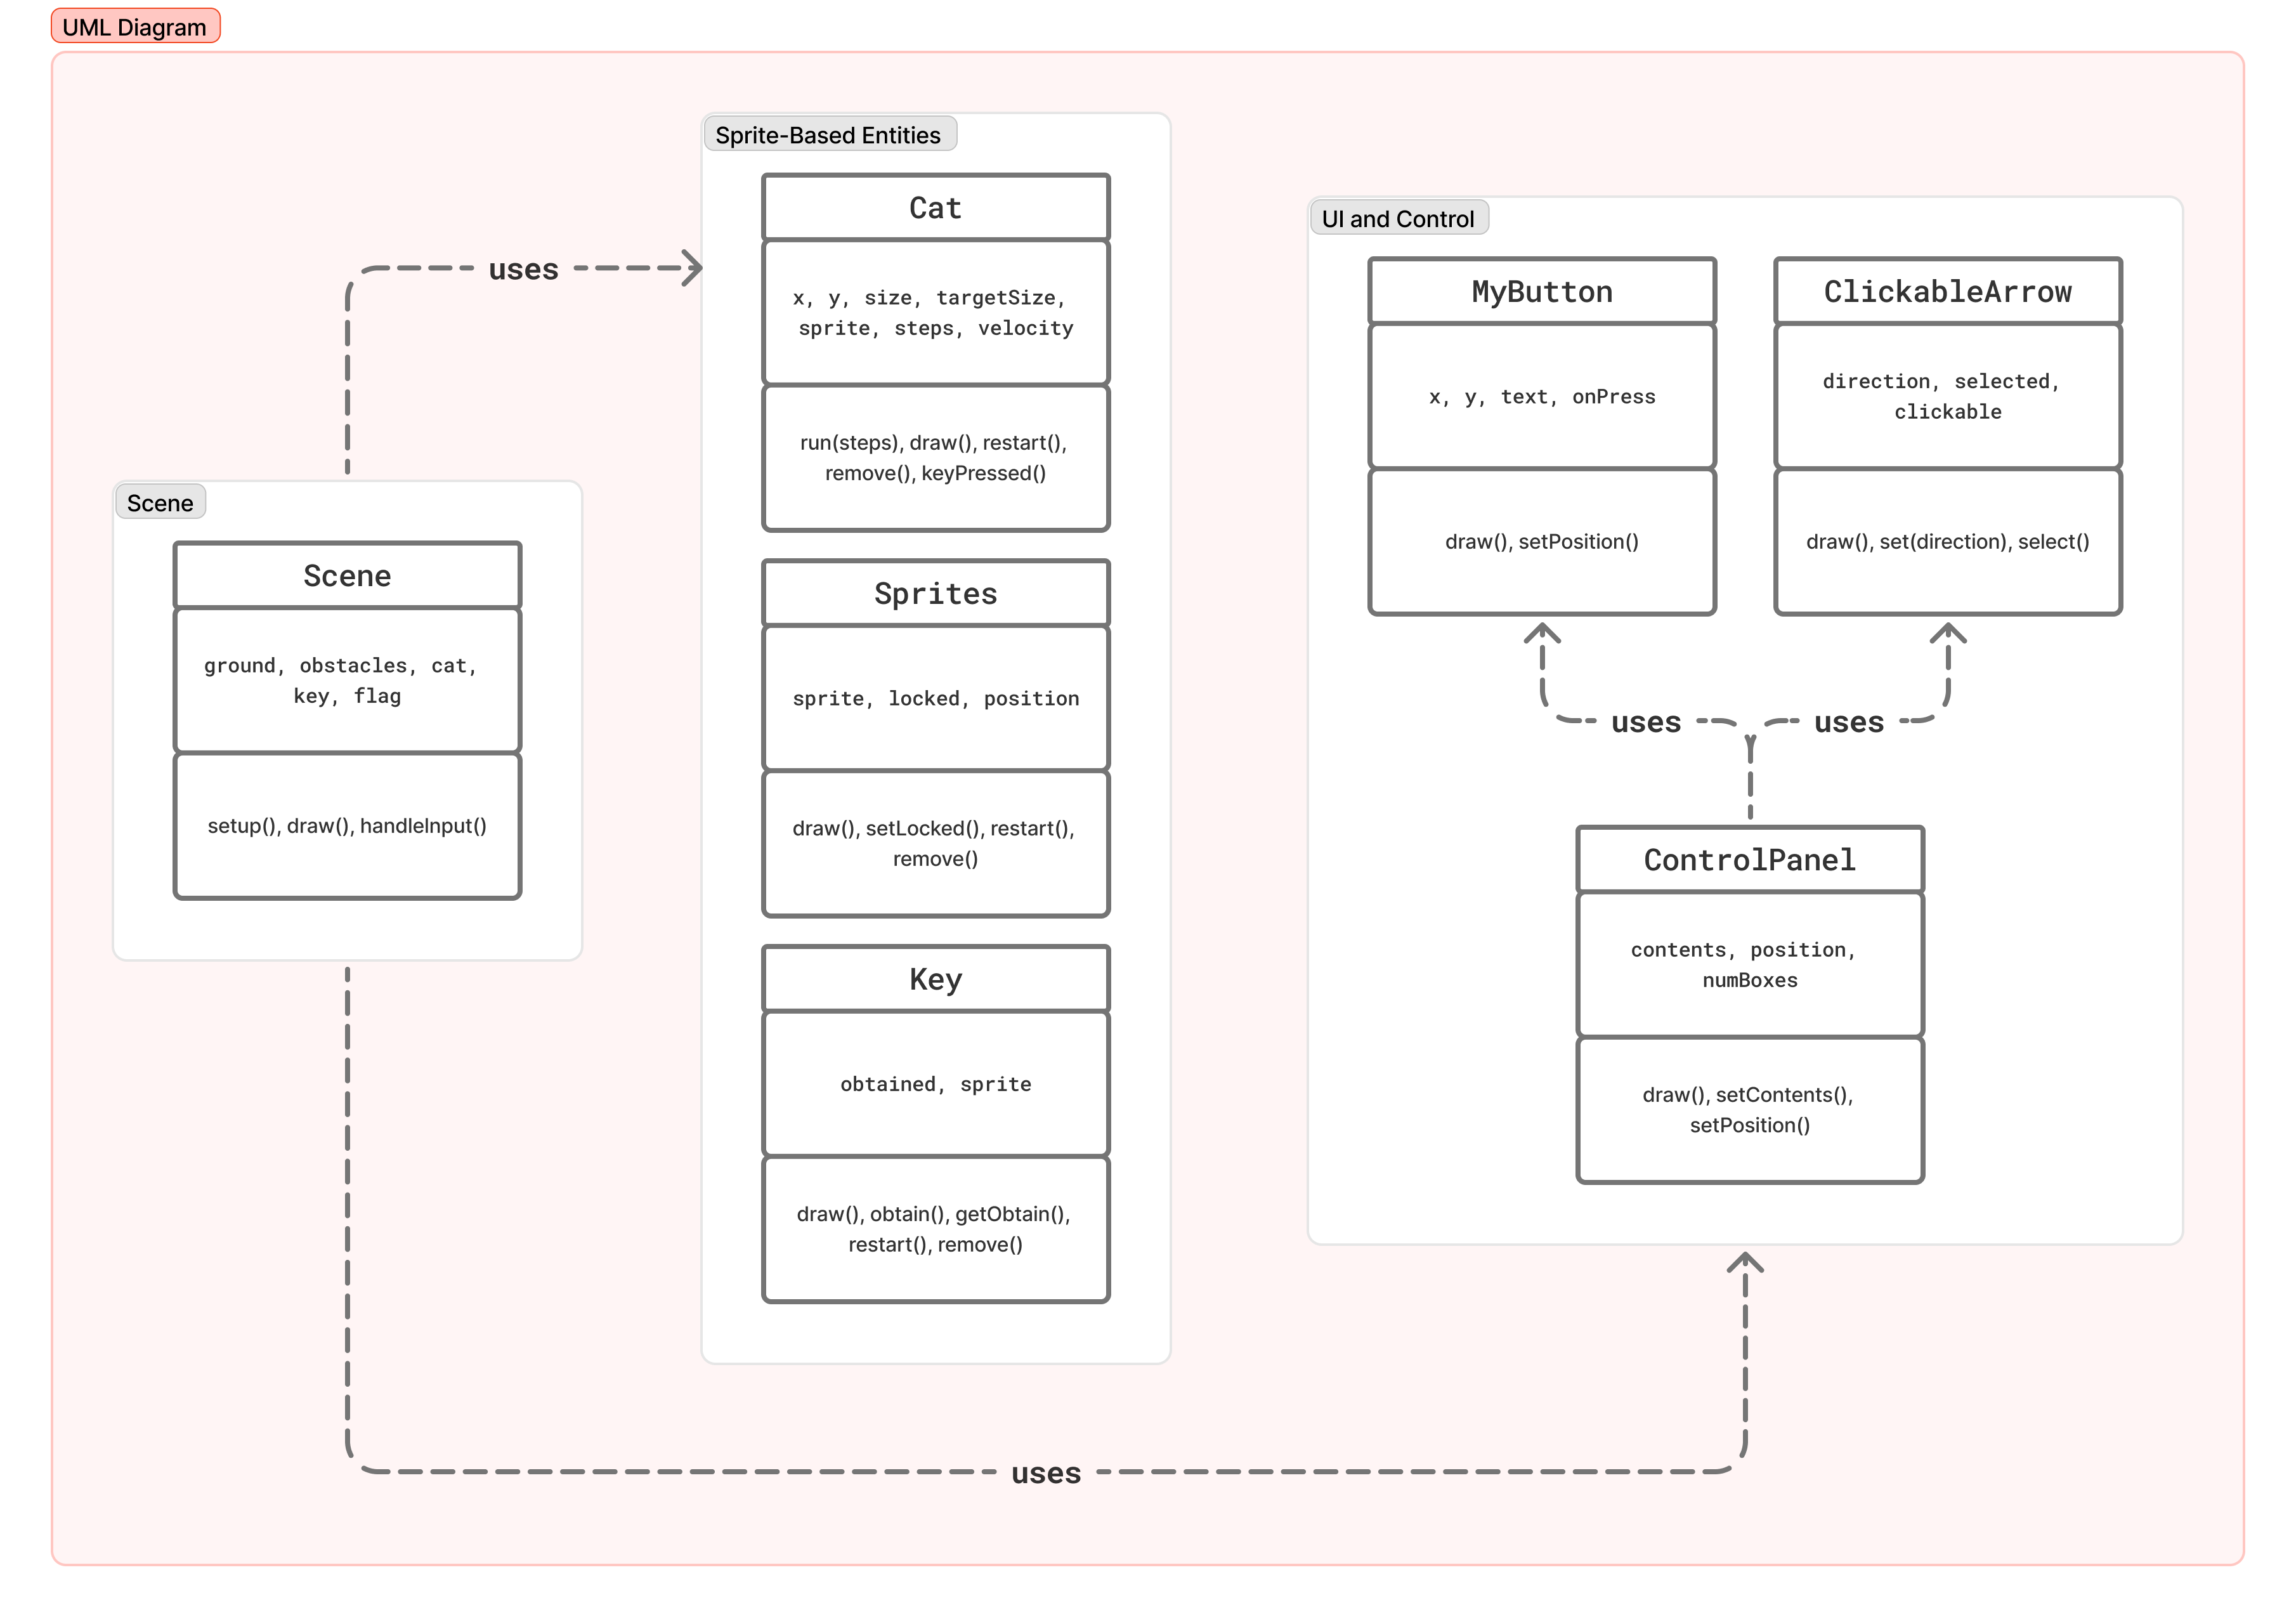 UML Diagram
Sprite-Based Entities
Cat
x, y, size, targetSize,
sprite, steps, velocity
run(steps), draw(), restart(),
remove(), keyPressed()
Sprites
sprite, locked, position
draw(), setLocked(), restart(),
remove()
Key
obtained, sprite
draw(), obtain(), getObtain(),
restart(), remove()
uses
Scene
Scene
ground, obstacles, cat,
key, flag
setup(), draw(), handleInput()
UI and Control
MyButton
x, y, text, onPress
draw(), setPosition()
ClickableArrow
direction, selected,
clickable
draw(), set(direction), select()
uses
uses
ControlPanel
contents, position,
numBoxes
draw(), setContents(),
setPosition()
uses